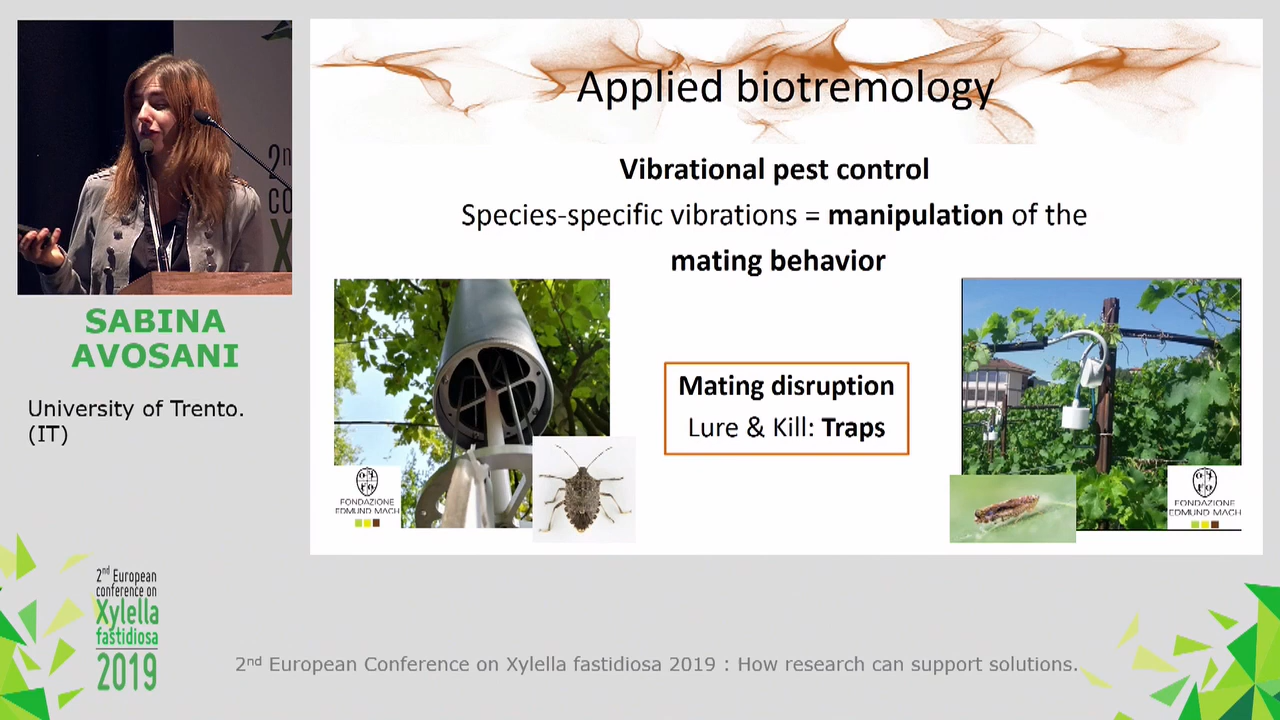 Applied biotremology
Vibrational pest control
Species-specific vibrations = manipulation of the
mating behavior
Mating disruption
Lure & Kill: Traps
FONDAZIONE
EDMUND MACH
FONDAZIONE
EDMUND MACH
2n
CO
X
SABINA
AVOSANI
University of Trento.
(IT)
2nd European
conference on
Xylella
fastidiosa
2019
2nd European Conference on Xylella fastidiosa 2019 : How research can support solutions.